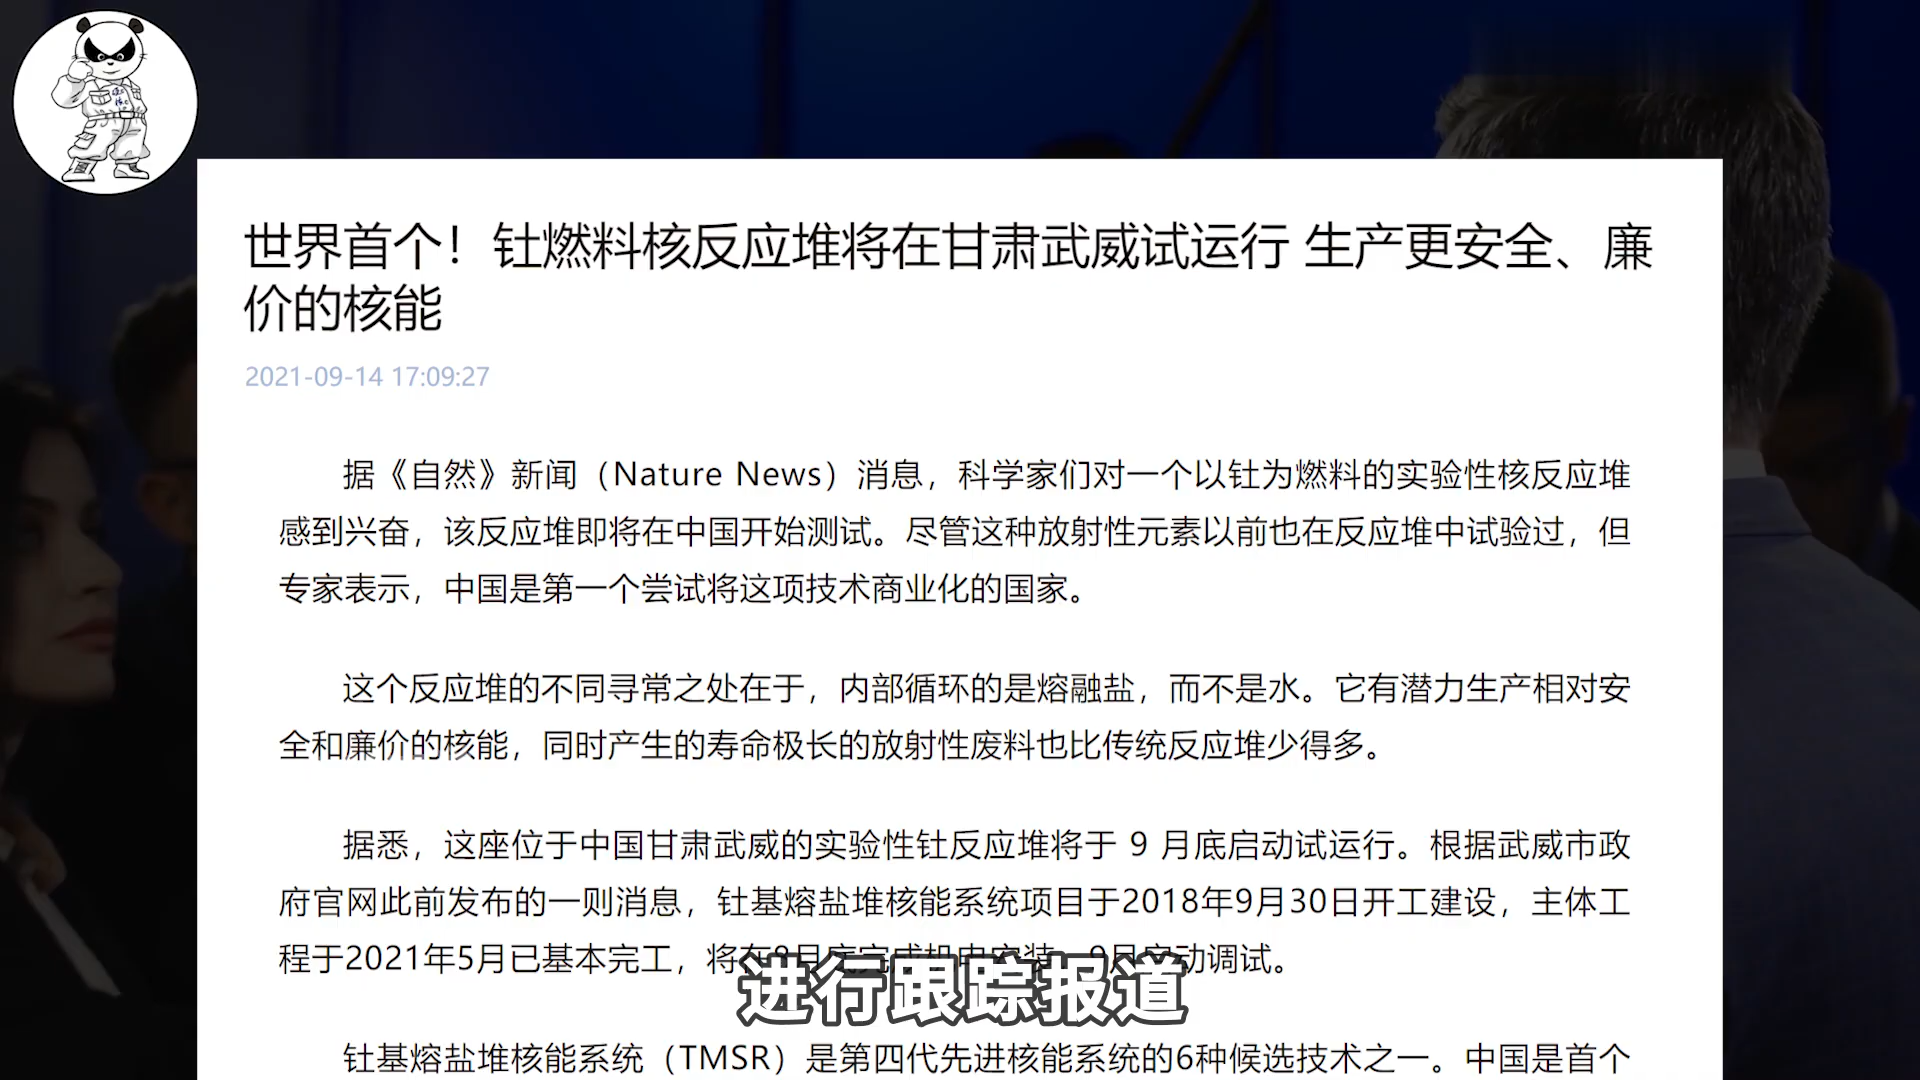 世界首个！钍燃料核反应堆将在甘肃武威试运行 生产更安全、廉
价的核能
2021-09-14 17:09:27
据《自然》新闻（Nature News）消息，科学家们对一个以钍为燃料的实验性核反应堆
感到兴奋，该反应堆即将在中国开始测试。尽管这种放射性元素以前也在反应堆中试验过，但
专家表示，中国是第一个尝试将这项技术商业化的国家。
这个反应堆的不同寻常之处在于，内部循环的是熔融盐，而不是水。它有潜力生产相对安
全和廉价的核能，同时产生的寿命极长的放射性废料也比传统反应堆少得多。
据悉，这座位于中国甘肃武威的实验性钍反应堆将于 9 月底启动试运行。根据武威市政
府官网此前发布的一则消息，钍基熔盐堆核能系统项目于2018年9月30日开工建设，主体工
程于2021年5月已基本完工，将在8月底完成机电安装，9月启动调试。
进行跟踪报道
钍基熔盐堆核能系统（TMSR）是第四代先进核能系统的6种候选技术之一。中国是首个